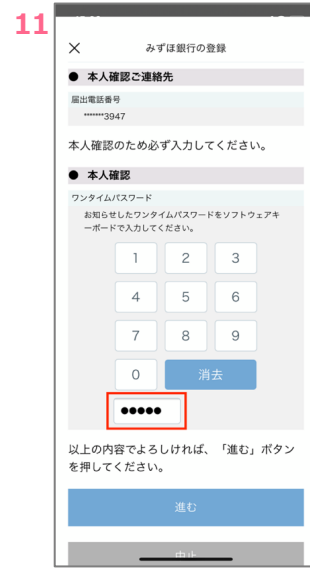 11
みずほ銀行の登録
● 本人確認ご連絡先
届出電話番号
*******3947
本人確認のため必ず入力してください。
● 本人確認
ワンタイムパスワード
お知らせしたワンタイムパスワードをソフトウェアキ
ーボードで入力してください。
1 2 3
4 5 6
7 8 9
0 消去
●●●●●
以上の内容でよろしければ、「進む」ボタン
を押してください。
進む
中止